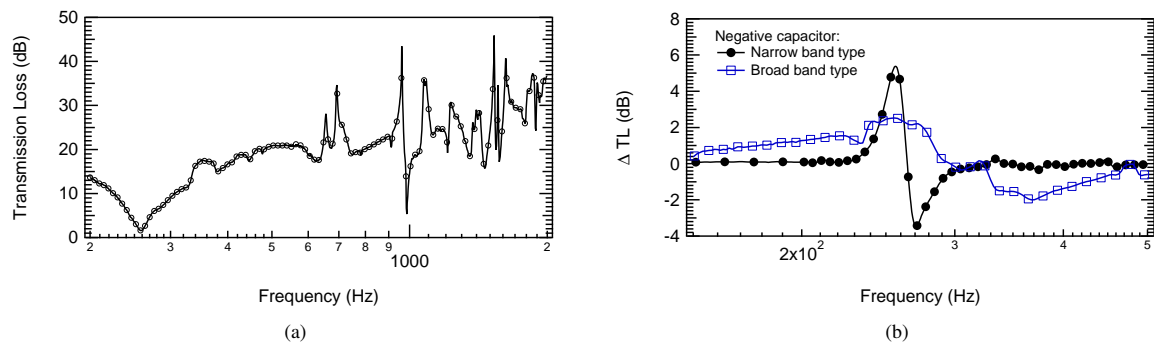 50
40
30
20
10
0
Transmission Loss (dB)
2 3 4 5 6 7 8 9 2
1000
Frequency (Hz)
(a)
8
6
4
2
0
-2
-4
Δ TL (dB)
Negative capacitor:
Narrow band type
Broad band type
2x10²
3 4 5
Frequency (Hz)
(b)